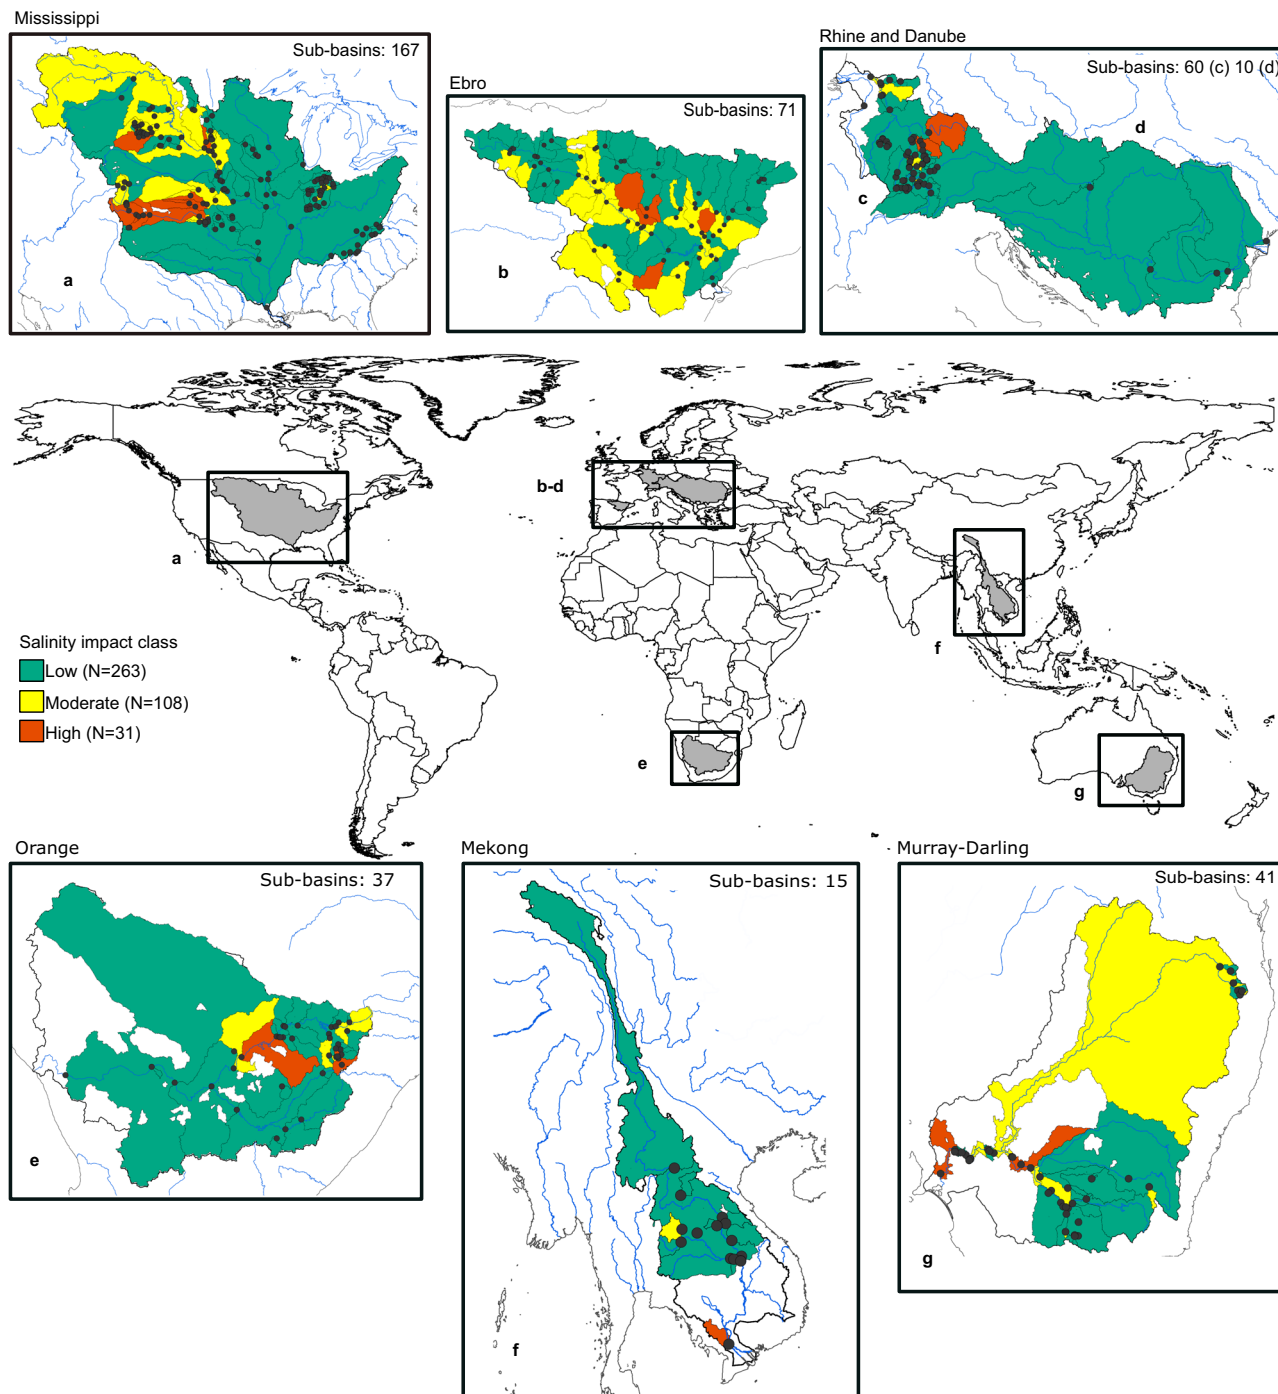 Mississippi
Sub-basins: 167
a
Ebro
Sub-basins: 71
b
Rhine and Danube
Sub-basins: 60 (c) 10 (d)
d
c
a
b-d
f
e
g
Salinity impact class
Low (N=263)
Moderate (N=108)
High (N=31)
Orange
Sub-basins: 37
e
Mekong
Sub-basins: 15
f
Murray-Darling
Sub-basins: 41
g